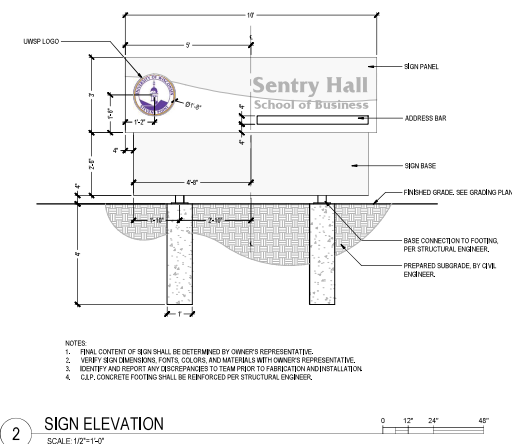 10'
5'
UWSP LOGO
SIGN PANEL
Sentry Hall
School of Business
3'
1'-6"
Ø1'-8"
1'-2"
4"
4"
ADDRESS BAR
4"
2'-6"
4'-8"
SIGN BASE
4"
FINISHED GRADE, SEE GRADING PLAN
1'-10"
2'-10"
BASE CONNECTION TO FOOTING,
PER STRUCTURAL ENGINEER.
PREPARED SUBGRADE, BY CIVIL
ENGINEER.
4'
1'
NOTES:
1. FINAL CONTENT OF SIGN SHALL BE DETERMINED BY OWNER'S REPRESENTATIVE.
2. VERIFY SIGN DIMENSIONS, FONTS, COLORS, AND MATERIALS WITH OWNER'S REPRESENTATIVE.
3. IDENTIFY AND REPORT ANY DISCREPANCIES TO TEAM PRIOR TO FABRICATION AND INSTALLATION.
4. C.I.P. CONCRETE FOOTING SHALL BE REINFORCED PER STRUCTURAL ENGINEER.
2
SIGN ELEVATION
SCALE: 1/2"=1'-0"
0 12" 24" 48"